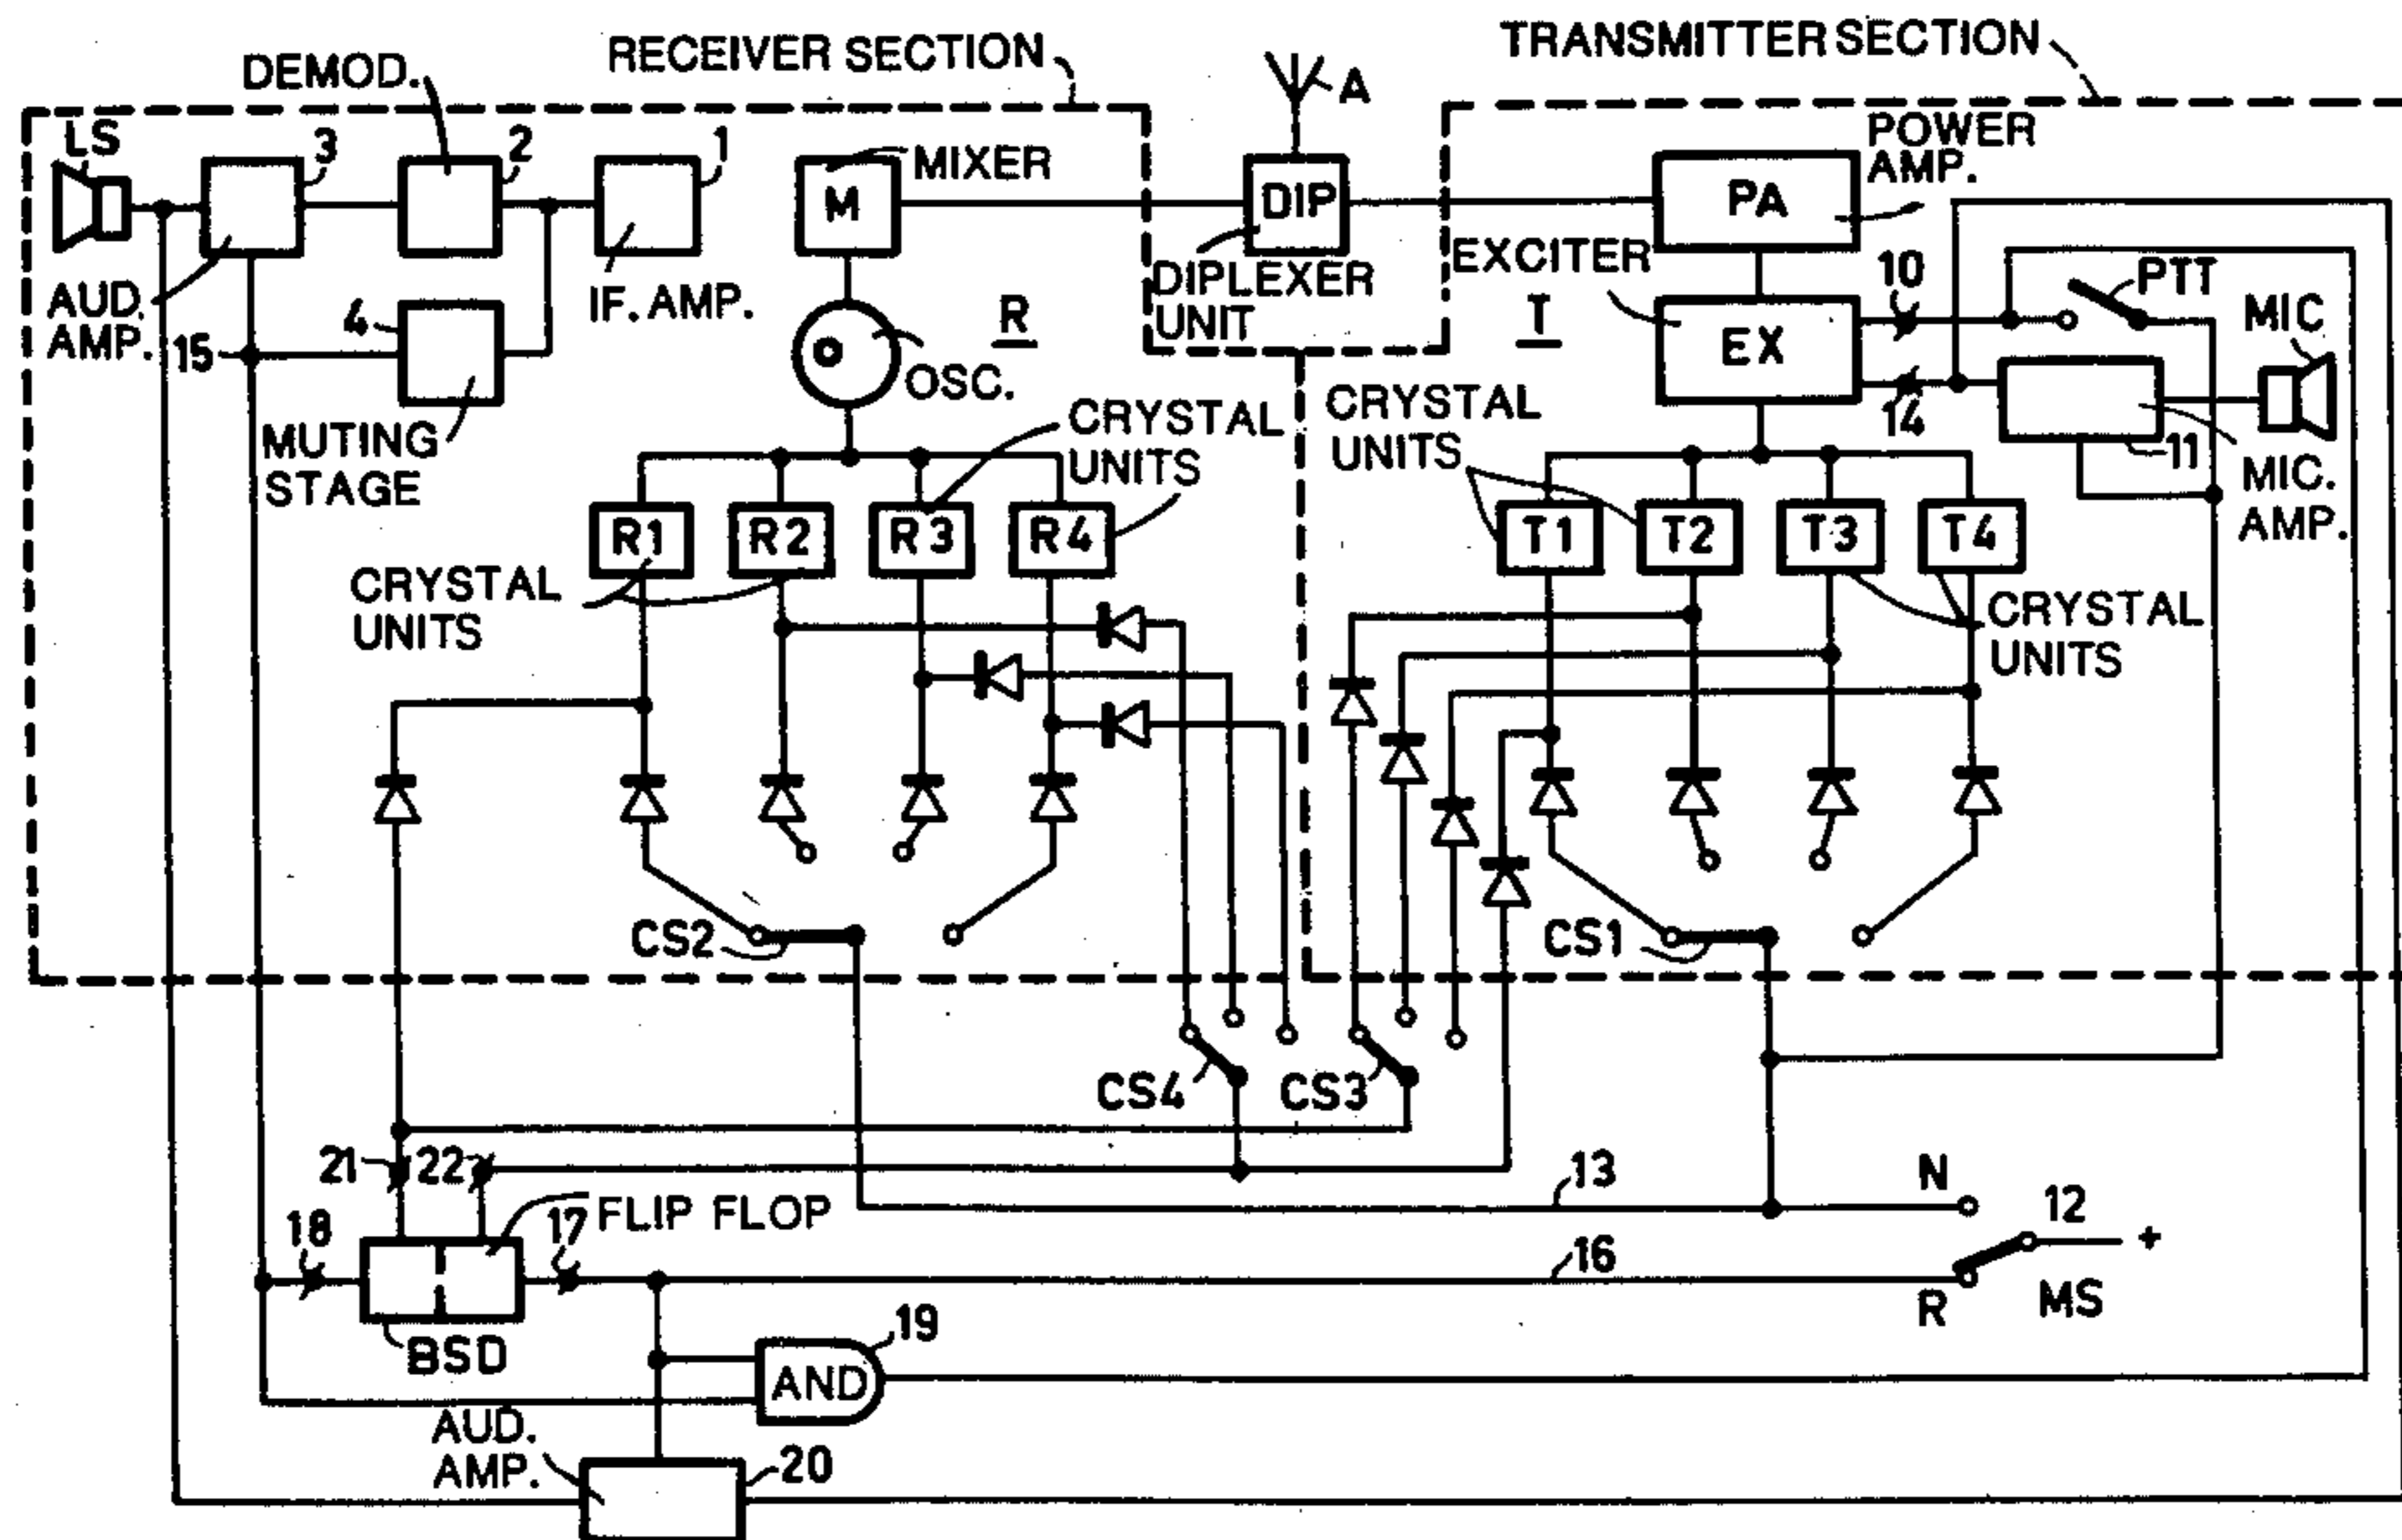 RECEIVER SECTION
TRANSMITTER SECTION
DEMOD.
A
LS
3
2
1
MIXER
M
DIP
POWER
AMP.
PA
AUD.
AMP.
IF. AMP.
DIPLEXER
UNIT
EXCITER
10
PTT
MIC
4
15
R
T
EX
OSC.
14
11
MUTING
STAGE
CRYSTAL
UNITS
CRYSTAL
UNITS
MIC.
AMP.
R1
R2
R3
R4
T1
T2
T3
T4
CRYSTAL
UNITS
CRYSTAL
UNITS
CS2
CS1
CS4
CS3
21
22
13
N
12
+
18
17
FLIP FLOP
16
R
MS
BSD
19
AND
AUD.
AMP.
20